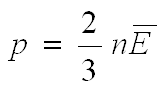 p = 2/3 nE̅